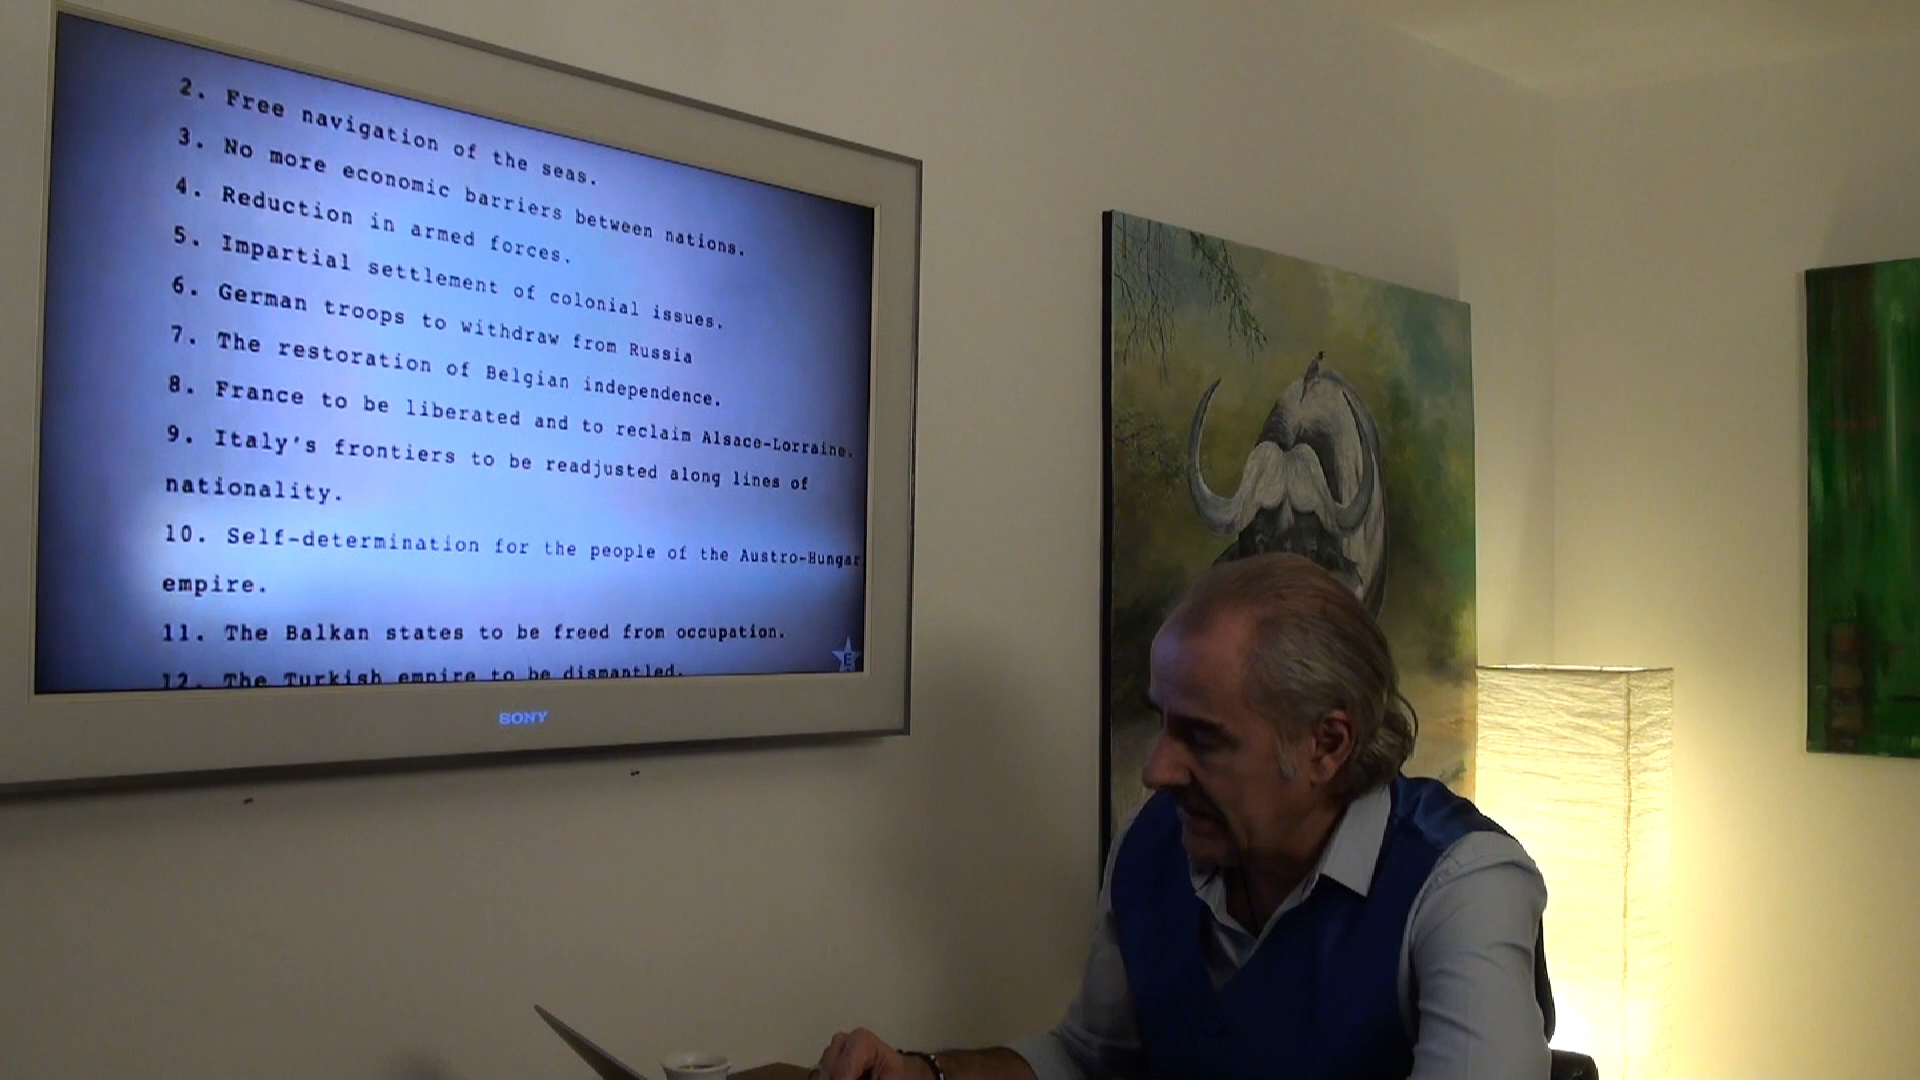 2. Free navigation of the seas.
3. No more economic barriers between nations.
4. Reduction in armed forces.
5. Impartial settlement of colonial issues.
6. German troops to withdraw from Russia
7. The restoration of Belgian independence.
8. France to be liberated and to reclaim Alsace-Lorraine.
9. Italy's frontiers to be readjusted along lines of
nationality.
10. Self-determination for the people of the Austro-Hungar
empire.
11. The Balkan states to be freed from occupation.
12. The Turkish empire to be dismantled.
E
SONY